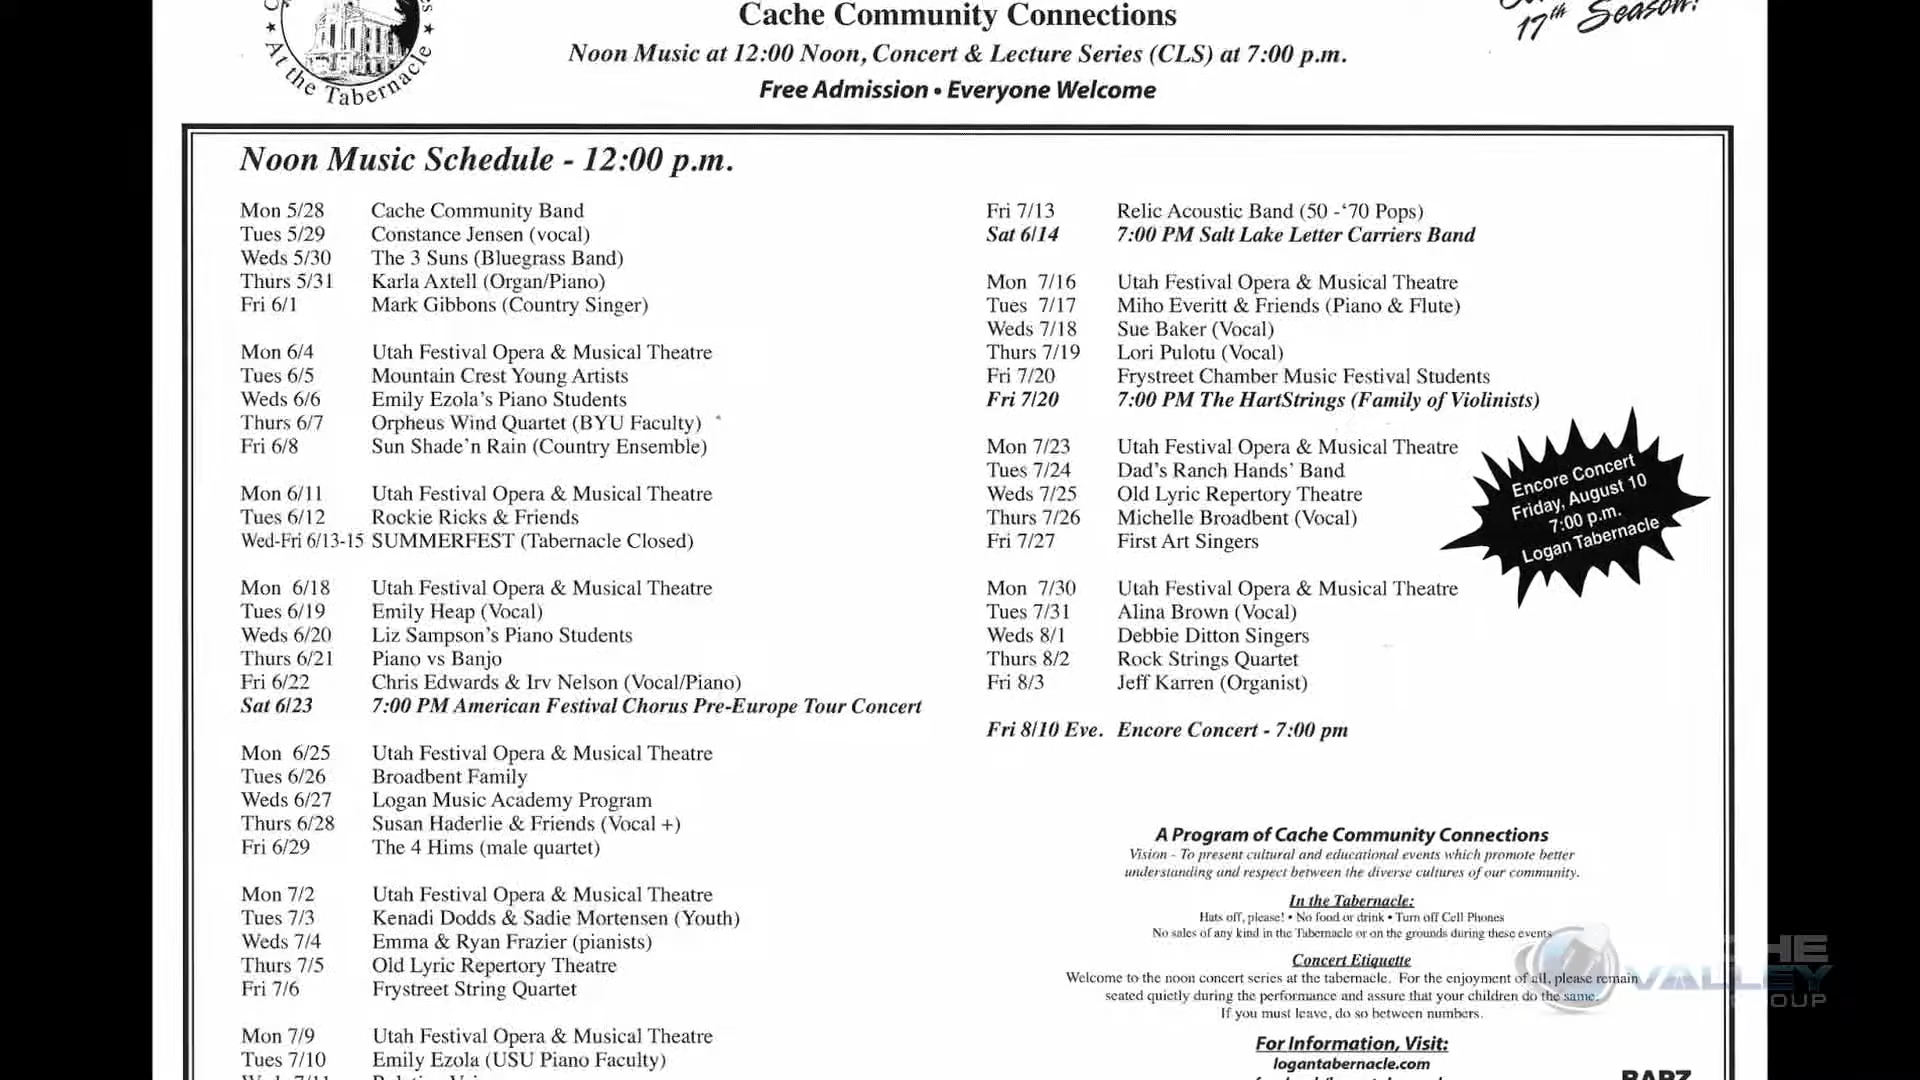 At the Tabernacle
Cache Community Connections
Noon Music at 12:00 Noon, Concert & Lecture Series (CLS) at 7:00 p.m.
Free Admission • Everyone Welcome
17th Season!
Noon Music Schedule - 12:00 p.m.
Mon 5/28 Cache Community Band
Tues 5/29 Constance Jensen (vocal)
Weds 5/30 The 3 Suns (Bluegrass Band)
Thurs 5/31 Karla Axtell (Organ/Piano)
Fri 6/1 Mark Gibbons (Country Singer)
Mon 6/4 Utah Festival Opera & Musical Theatre
Tues 6/5 Mountain Crest Young Artists
Weds 6/6 Emily Ezola's Piano Students
Thurs 6/7 Orpheus Wind Quartet (BYU Faculty)
Fri 6/8 Sun Shade'n Rain (Country Ensemble)
Mon 6/11 Utah Festival Opera & Musical Theatre
Tues 6/12 Rockie Ricks & Friends
Wed-Fri 6/13-15 SUMMERFEST (Tabernacle Closed)
Mon 6/18 Utah Festival Opera & Musical Theatre
Tues 6/19 Emily Heap (Vocal)
Weds 6/20 Liz Sampson's Piano Students
Thurs 6/21 Piano vs Banjo
Fri 6/22 Chris Edwards & Irv Nelson (Vocal/Piano)
Sat 6/23 7:00 PM American Festival Chorus Pre-Europe Tour Concert
Mon 6/25 Utah Festival Opera & Musical Theatre
Tues 6/26 Broadbent Family
Weds 6/27 Logan Music Academy Program
Thurs 6/28 Susan Haderlie & Friends (Vocal +)
Fri 6/29 The 4 Hims (male quartet)
Mon 7/2 Utah Festival Opera & Musical Theatre
Tues 7/3 Kenadi Dodds & Sadie Mortensen (Youth)
Weds 7/4 Emma & Ryan Frazier (pianists)
Thurs 7/5 Old Lyric Repertory Theatre
Fri 7/6 Frystreet String Quartet
Mon 7/9 Utah Festival Opera & Musical Theatre
Tues 7/10 Emily Ezola (USU Piano Faculty)
Fri 7/13 Relic Acoustic Band (50 -'70 Pops)
Sat 6/14 7:00 PM Salt Lake Letter Carriers Band
Mon 7/16 Utah Festival Opera & Musical Theatre
Tues 7/17 Miho Everitt & Friends (Piano & Flute)
Weds 7/18 Sue Baker (Vocal)
Thurs 7/19 Lori Pulotu (Vocal)
Fri 7/20 Frystreet Chamber Music Festival Students
Fri 7/20 7:00 PM The HartStrings (Family of Violinists)
Mon 7/23 Utah Festival Opera & Musical Theatre
Tues 7/24 Dad's Ranch Hands' Band
Weds 7/25 Old Lyric Repertory Theatre
Thurs 7/26 Michelle Broadbent (Vocal)
Fri 7/27 First Art Singers
Mon 7/30 Utah Festival Opera & Musical Theatre
Tues 7/31 Alina Brown (Vocal)
Weds 8/1 Debbie Ditton Singers
Thurs 8/2 Rock Strings Quartet
Fri 8/3 Jeff Karren (Organist)
Fri 8/10 Eve. Encore Concert - 7:00 pm
Encore Concert
Friday, August 10
7:00 p.m.
Logan Tabernacle
A Program of Cache Community Connections
Vision - To present cultural and educational events which promote better
understanding and respect between the diverse cultures of our community.
In the Tabernacle:
Hats off, please! • No food or drink • Turn off Cell Phones
No sales of any kind in the Tabernacle or on the grounds during these events
Concert Etiquette
Welcome to the noon concert series at the tabernacle. For the enjoyment of all, please remain
seated quietly during the performance and assure that your children do the same.
If you must leave, do so between numbers.
For Information, Visit:
logantabernacle.com
VALLEY
GROUP